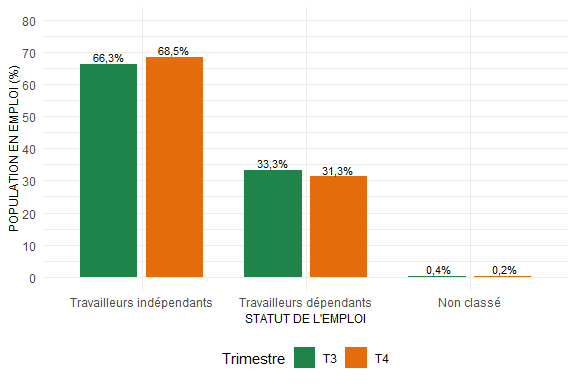 POPULATION EN EMPLOI (%)
80
70
60
50
40
30
20
10
0
66,3%
68,5%
33,3%
31,3%
0,4%
0,2%
Travailleurs indépendants
Travailleurs dépendants
Non classé
STATUT DE L'EMPLOI
Trimestre
T3
T4